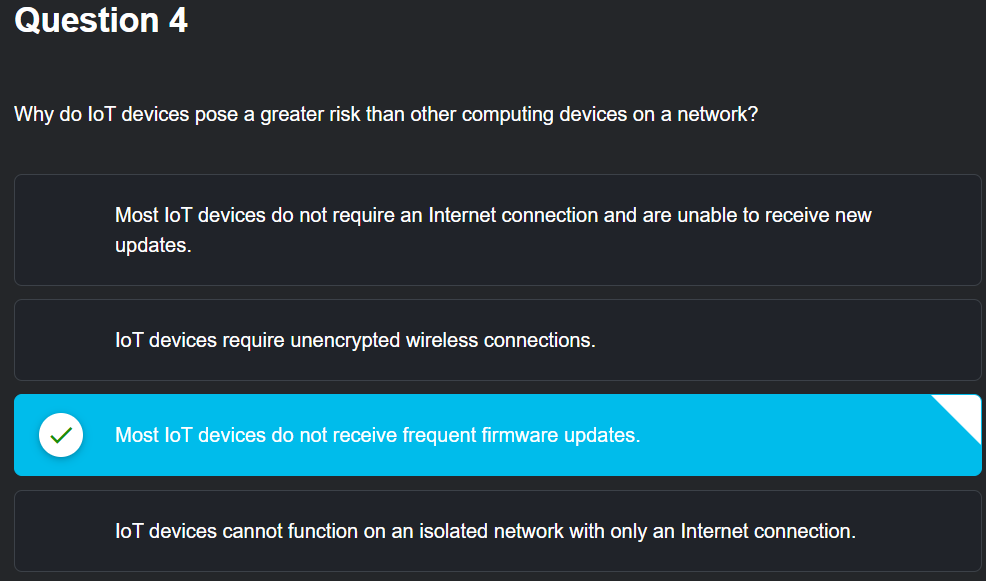 Question 4
Why do IoT devices pose a greater risk than other computing devices on a network?
Most IoT devices do not require an Internet connection and are unable to receive new
updates.
IoT devices require unencrypted wireless connections.
Most IoT devices do not receive frequent firmware updates.
IoT devices cannot function on an isolated network with only an Internet connection.